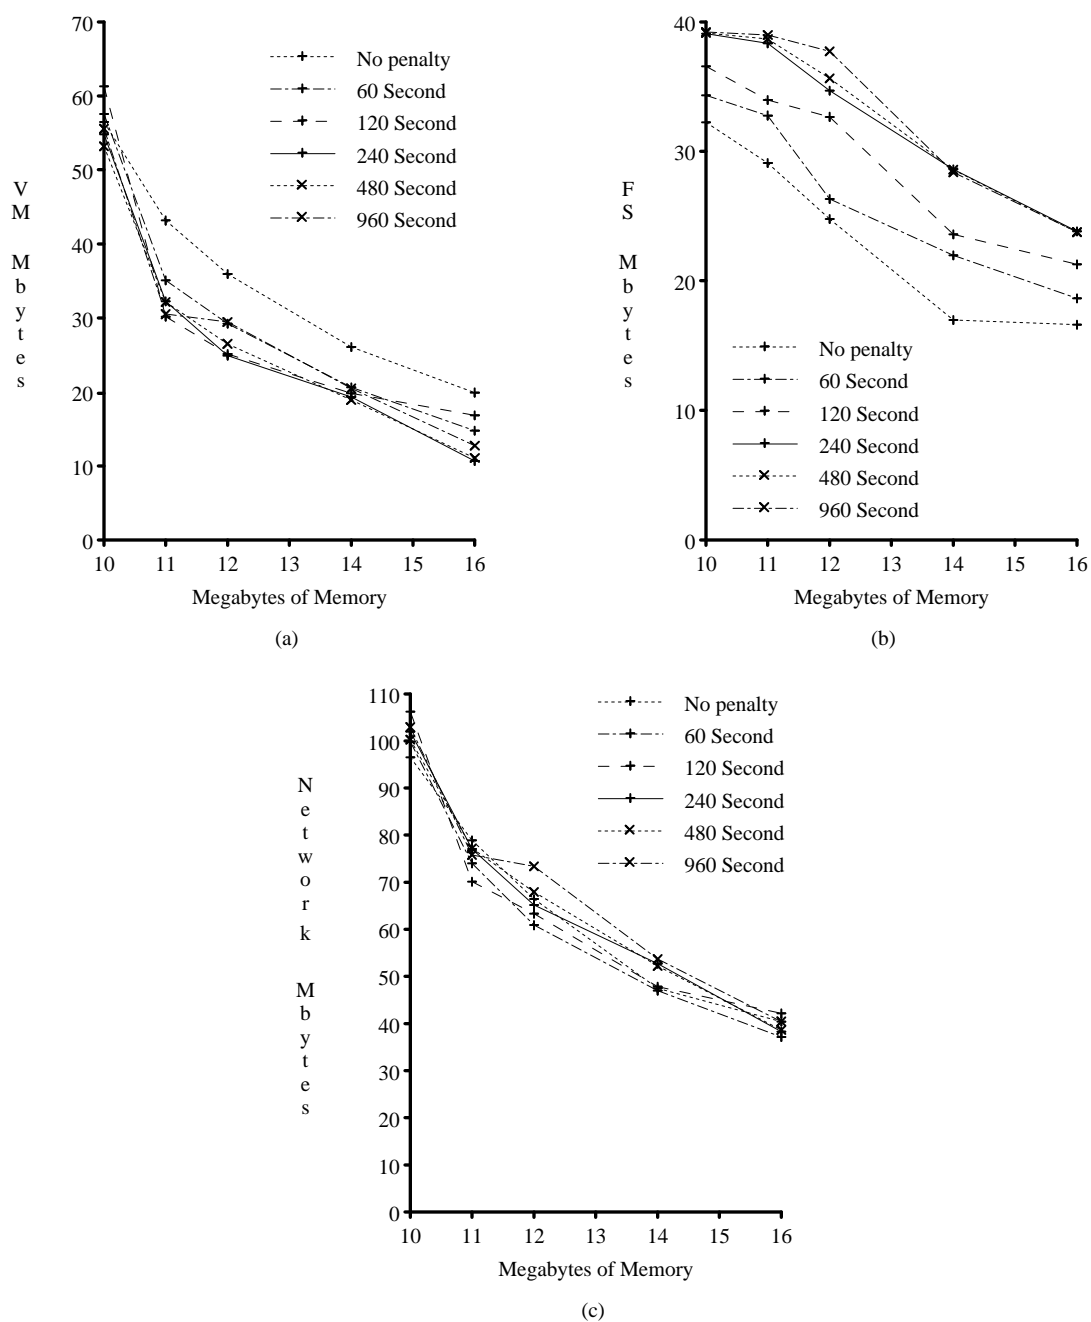 70
60
50
40
30
20
10
0
V
M
M
b
y
t
e
s
No penalty
60 Second
120 Second
240 Second
480 Second
960 Second
10 11 12 13 14 15 16
Megabytes of Memory
(a)
40
30
20
10
0
F
S
M
b
y
t
e
s
No penalty
60 Second
120 Second
240 Second
480 Second
960 Second
10 11 12 13 14 15 16
Megabytes of Memory
(b)
110
100
90
80
70
60
50
40
30
20
10
0
N
e
t
w
o
r
k
M
b
y
t
e
s
No penalty
60 Second
120 Second
240 Second
480 Second
960 Second
10 11 12 13 14 15 16
Megabytes of Memory
(c)